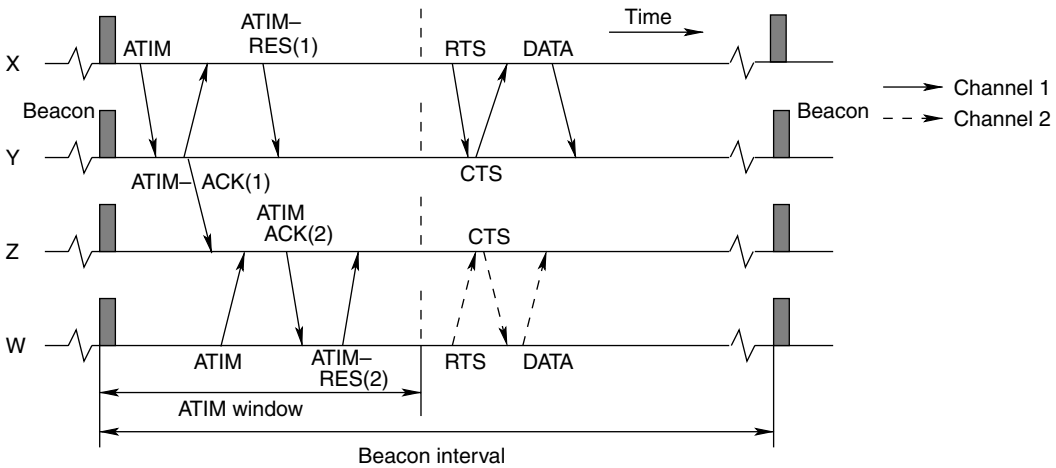 ATIM–
RES(1)
Time
ATIM
RTS
DATA
X
Channel 1
Beacon
Beacon
Channel 2
Y
CTS
ATIM– ACK(1)
ATIM
ACK(2)
CTS
Z
W
ATIM
ATIM–
RES(2)
RTS
DATA
ATIM window
Beacon interval